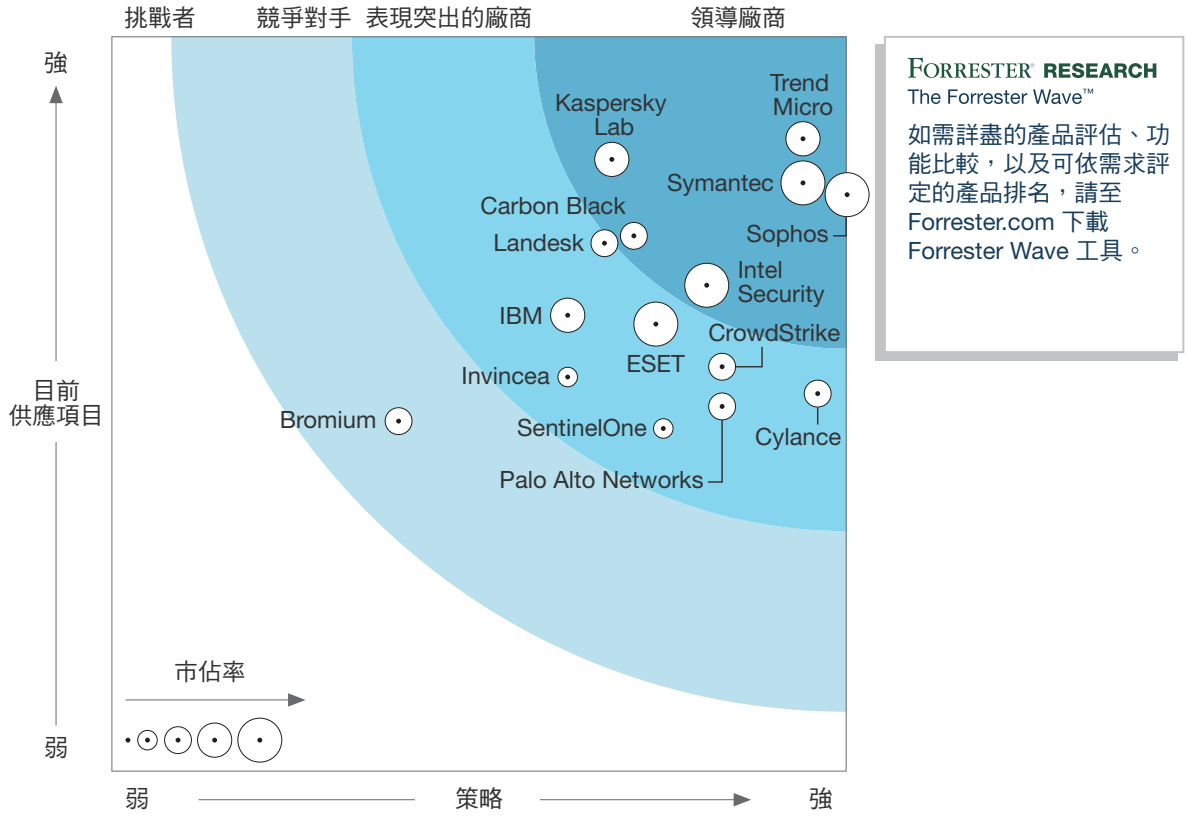 挑戰者 競爭對手 表現突出的廠商 領導廠商
強
目前
供應項目
弱
Kaspersky
Lab
Trend
Micro
Symantec
Carbon Black
Landesk
Sophos
Intel
Security
IBM
CrowdStrike
ESET
Invincea
Bromium
SentinelOne
Cylance
Palo Alto Networks
市佔率
弱 策略 強
FORRESTER® RESEARCH
The Forrester Wave™
如需詳盡的產品評估、功
能比較，以及可依需求評
定的產品排名，請至
Forrester.com 下載
Forrester Wave 工具。